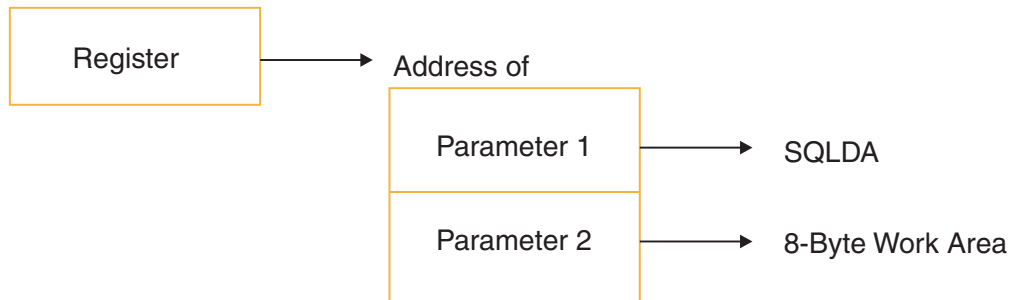 Register
Address of
Parameter 1
SQLDA
Parameter 2
8-Byte Work Area